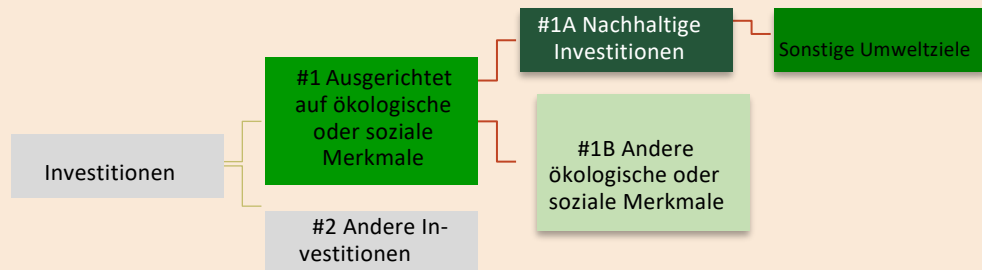 Investitionen
#1 Ausgerichtet
auf ökologische
oder soziale
Merkmale
#2 Andere In-
vestitionen
#1A Nachhaltige
Investitionen
#1B Andere
ökologische oder
soziale Merkmale
Sonstige Umweltziele